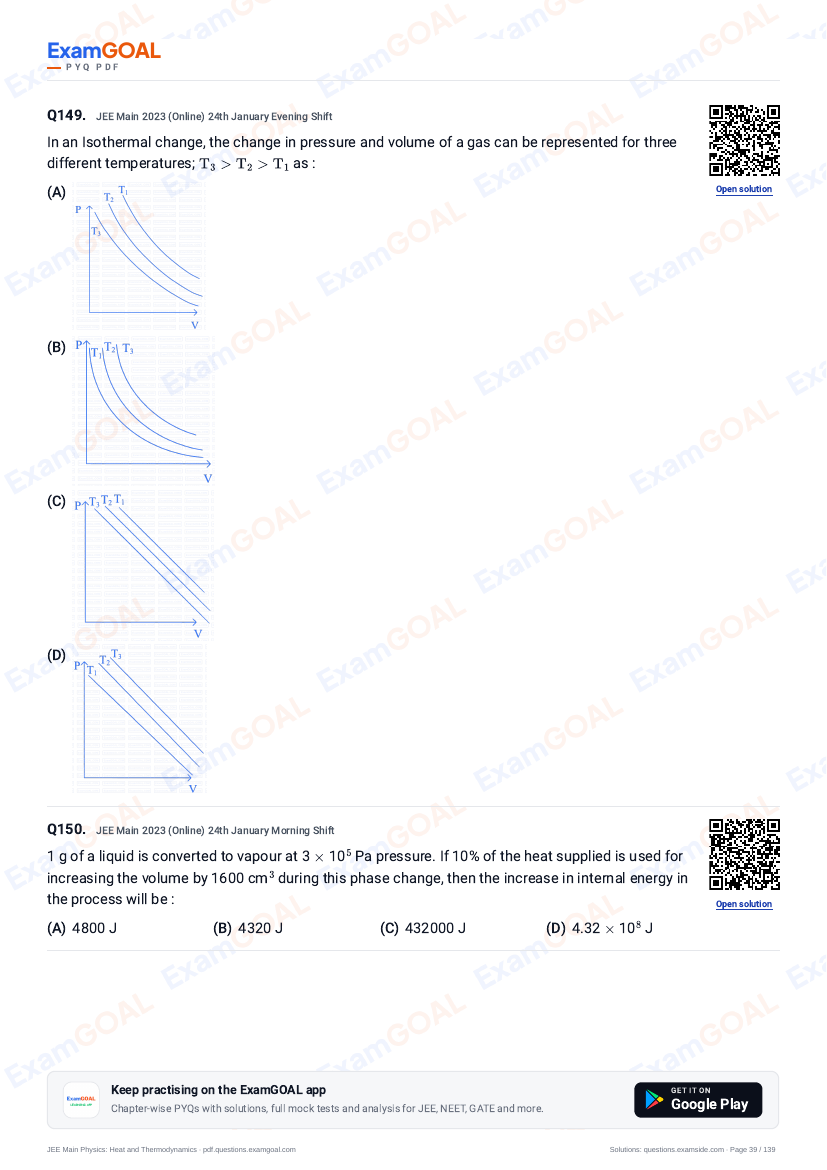 ExamGOAL
PYQ PDF
Q149. JEE Main 2023 (Online) 24th January Evening Shift
In an Isothermal change, the change in pressure and volume of a gas can be represented for three
different temperatures; T₃ > T₂ > T₁ as :
Open solution
(A)
P T₃ T₂ T₁
V
(B)
P T₁ T₂ T₃
V
(C)
P T₃ T₂ T₁
V
(D)
P T₁ T₂ T₃
V
Q150. JEE Main 2023 (Online) 24th January Morning Shift
1 g of a liquid is converted to vapour at 3 × 10⁵ Pa pressure. If 10% of the heat supplied is used for
increasing the volume by 1600 cm³ during this phase change, then the increase in internal energy in
the process will be :
Open solution
(A) 4800 J (B) 4320 J (C) 432000 J (D) 4.32 × 10⁸ J
ExamGOAL
Keep practising on the ExamGOAL app
Chapter-wise PYQs with solutions, full mock tests and analysis for JEE, NEET, GATE and more.
GET IT ON
Google Play
JEE Main Physics: Heat and Thermodynamics · pdf.questions.examgoal.com
Solutions: questions.examside.com · Page 39 / 139